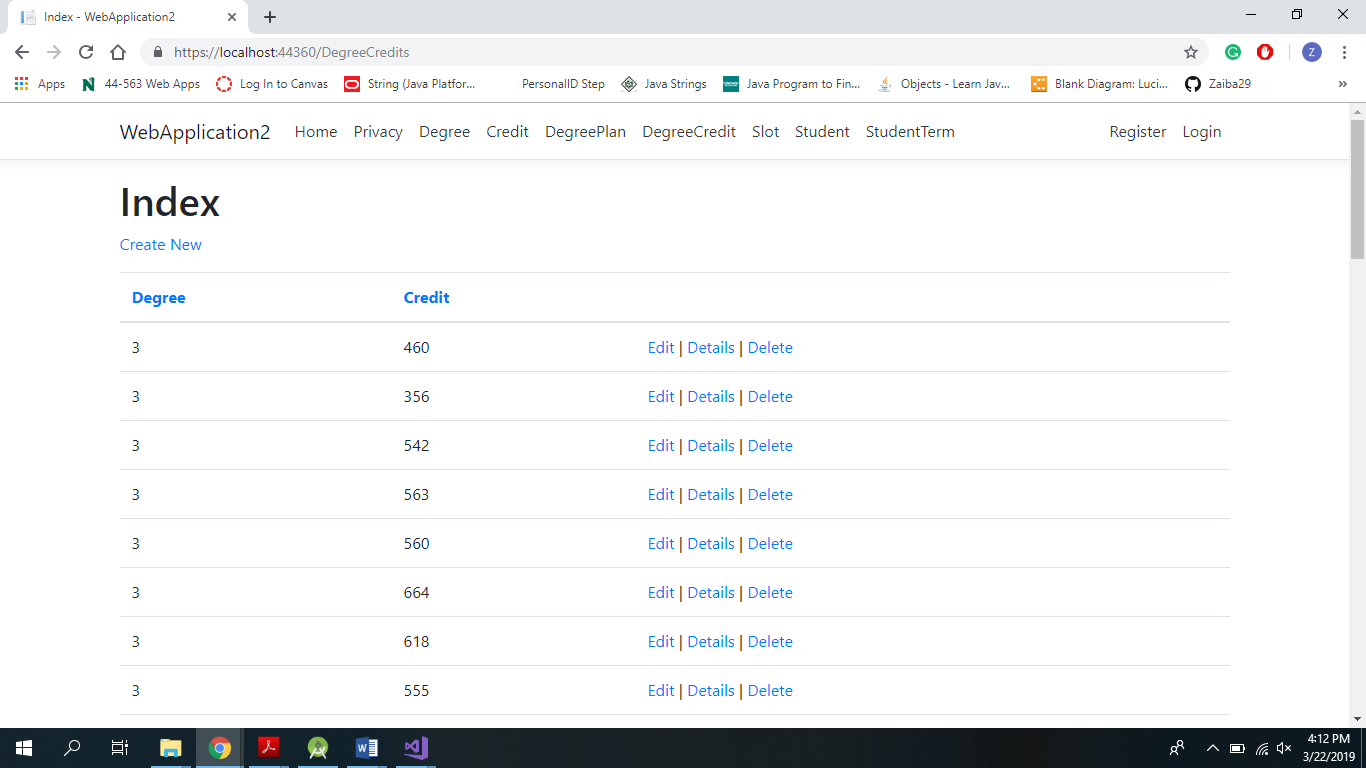 Index - WebApplication2
https://localhost:44360/DegreeCredits
Z
Apps
44-563 Web Apps
Log In to Canvas
String (Java Platfor...
PersonalID Step
Java Strings
Java Program to Fin...
Objects - Learn Jav...
Blank Diagram: Luci...
Zaiba29
»
WebApplication2 Home Privacy Degree Credit DegreePlan DegreeCredit Slot Student StudentTerm Register Login
Index
Create New
Degree Credit
3 460 Edit | Details | Delete
3 356 Edit | Details | Delete
3 542 Edit | Details | Delete
3 563 Edit | Details | Delete
3 560 Edit | Details | Delete
3 664 Edit | Details | Delete
3 618 Edit | Details | Delete
3 555 Edit | Details | Delete
4:12 PM
3/22/2019